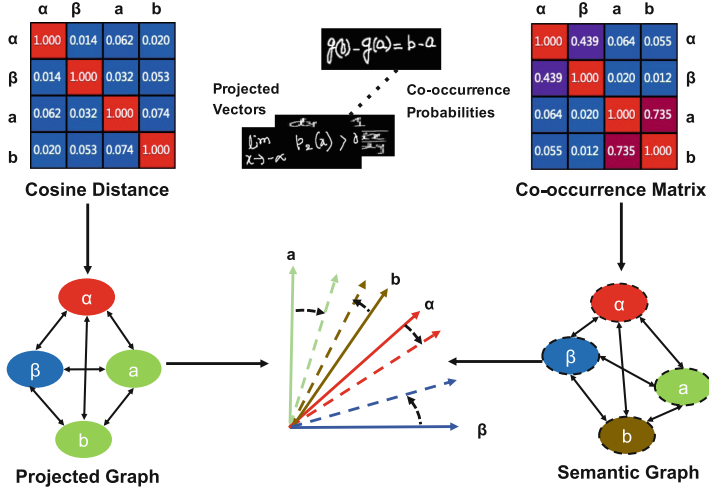 α β a b
α 1.000 0.014 0.062 0.020
β 0.014 1.000 0.032 0.053
a 0.062 0.032 1.000 0.074
b 0.020 0.053 0.074 1.000
Cosine Distance
g(b)-g(a)=b-a
Projected
Vectors
Co-occurrence
Probabilities
lim p₂(x) >
x→-α
α β a b
α 1.000 0.439 0.064 0.055
β 0.439 1.000 0.020 0.012
a 0.064 0.020 1.000 0.735
b 0.055 0.012 0.735 1.000
Co-occurrence Matrix
α
β
a
b
Projected Graph
a
b
α
β
α
β
a
b
Semantic Graph